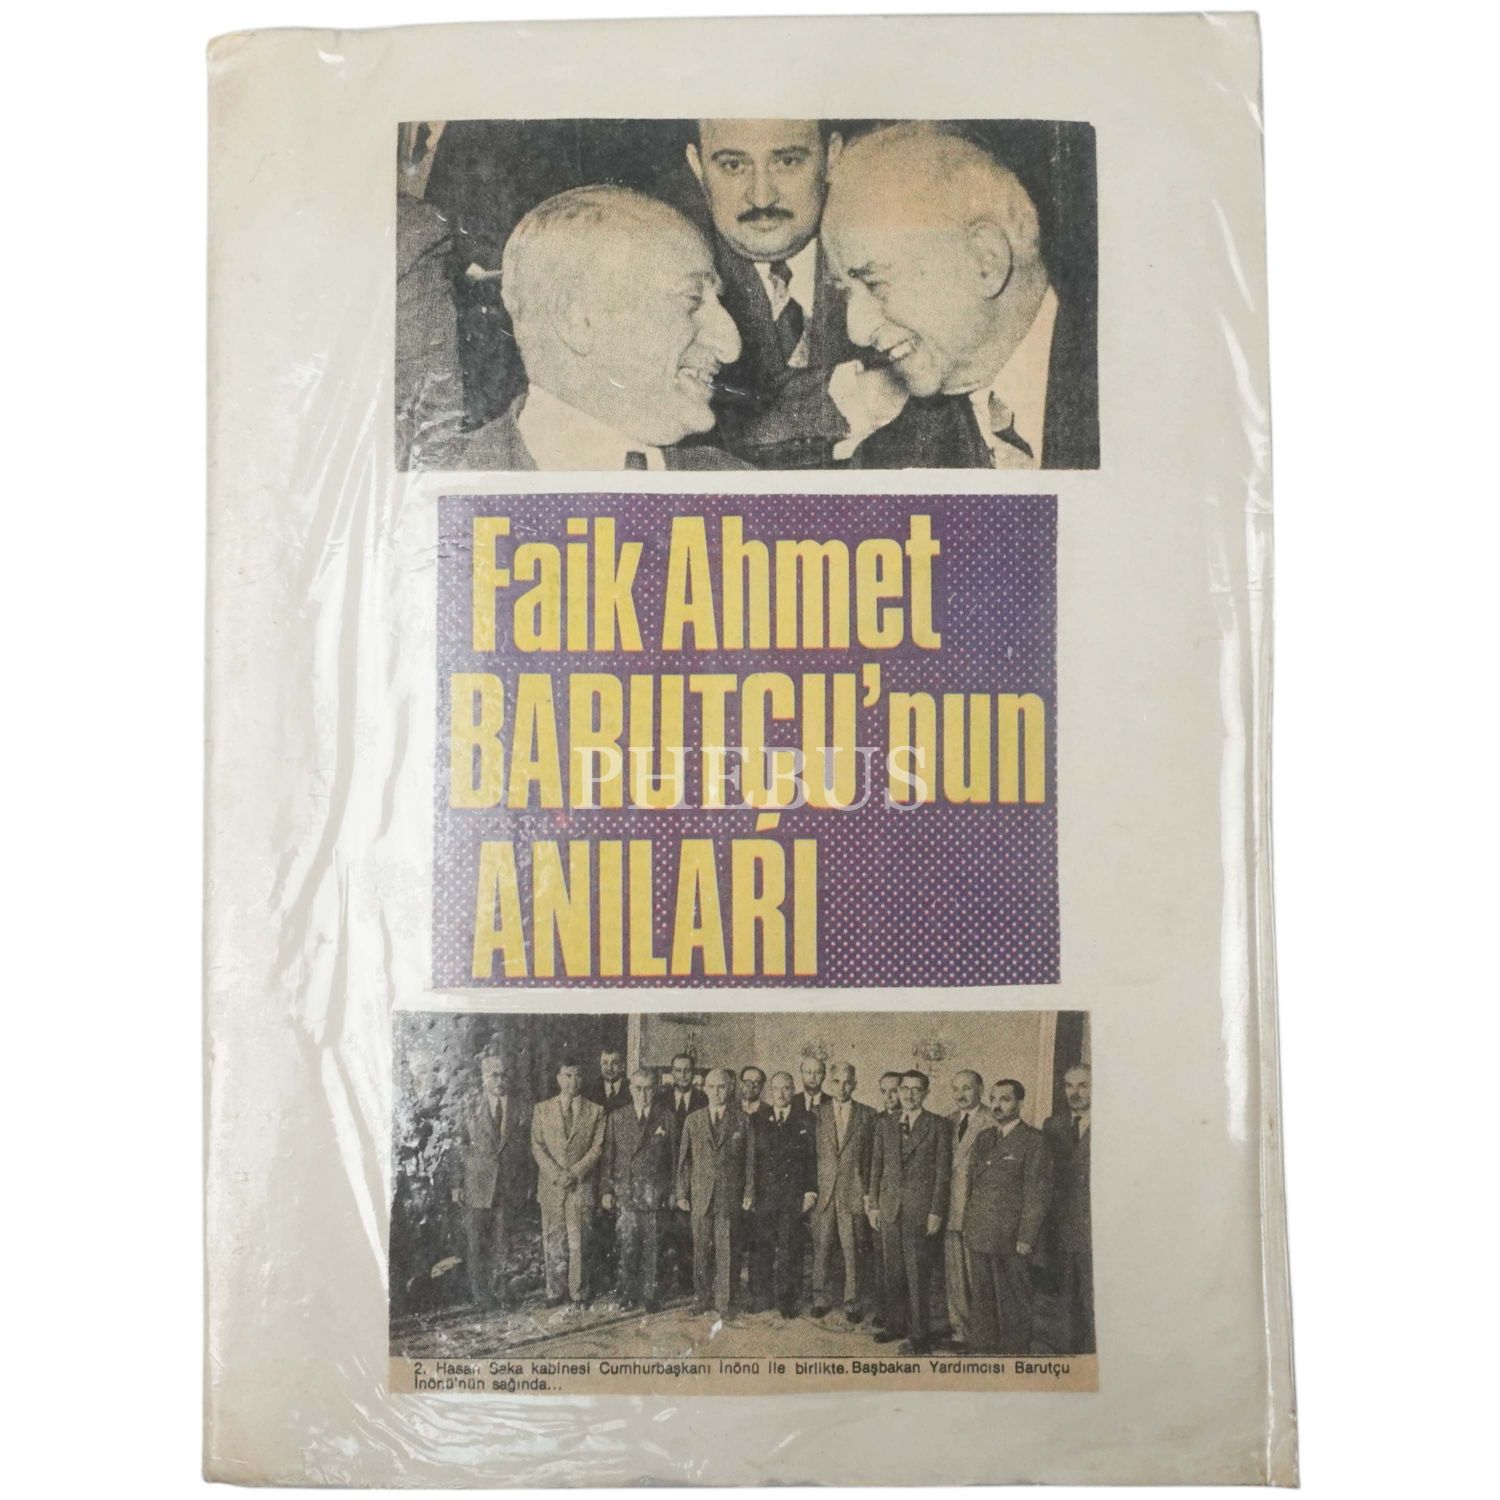 Faik Ahmet
BARUTÇU'nun
PHEBUS
ANILARI
2. Hasan Saka kabinesi Cumhurbaşkanı İnönü ile birlikte. Başbakan Yardımcısı Barutçu
İnönü'nün sağında...